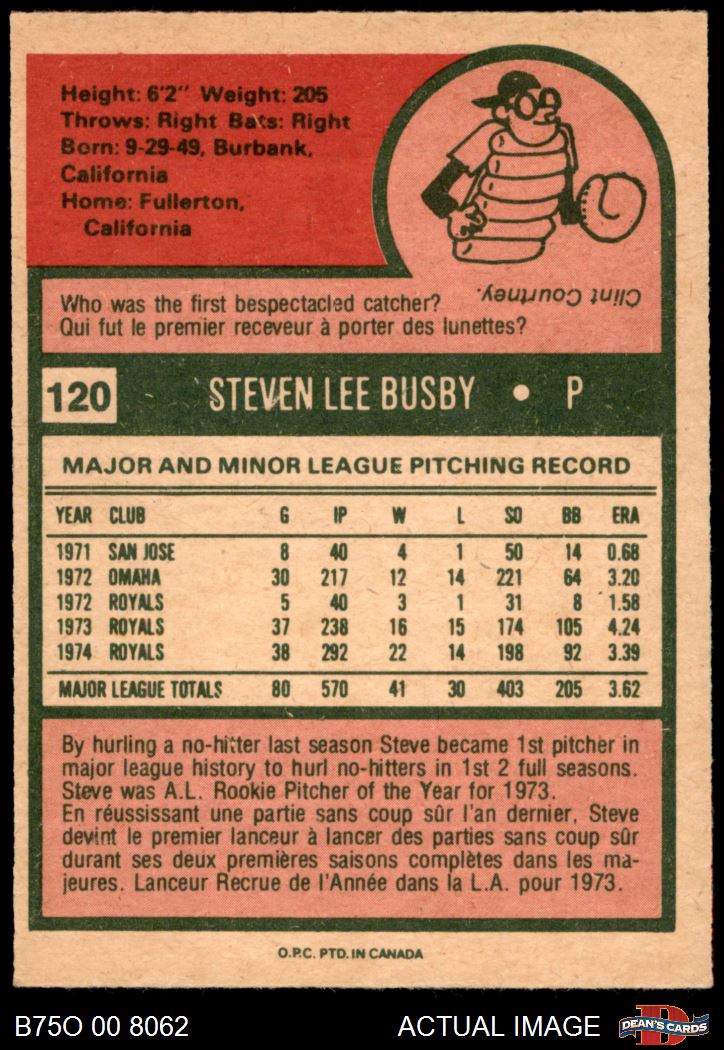 Height: 6'2" Weight: 205
Throws: Right Bats: Right
Born: 9-29-49, Burbank,
California
Home: Fullerton,
California
Who was the first bespectacled catcher?
Qui fut le premier receveur à porter des lunettes?
Clint Courtney.
120 STEVEN LEE BUSBY • P
MAJOR AND MINOR LEAGUE PITCHING RECORD
YEAR CLUB G IP W L SO BB ERA
1971 SAN JOSE 8 40 4 1 50 14 0.68
1972 OMAHA 30 217 12 14 221 64 3.20
1972 ROYALS 5 40 3 1 31 8 1.58
1973 ROYALS 37 238 16 15 174 105 4.24
1974 ROYALS 38 292 22 14 198 92 3.39
MAJOR LEAGUE TOTALS 80 570 41 30 403 205 3.62
By hurling a no-hitter last season Steve became 1st pitcher in
major league history to hurl no-hitters in 1st 2 full seasons.
Steve was A.L. Rookie Pitcher of the Year for 1973.
En réussissant une partie sans coup sûr l'an dernier, Steve
devint le premier lanceur à lancer des parties sans coup sûr
durant ses deux premières saisons complètes dans les ma-
jeures. Lanceur Recrue de l'Année dans la L.A. pour 1973.
O.P.C. PTD. IN CANADA
B75O 00 8062 ACTUAL IMAGE
D
DEAN'S CARDS